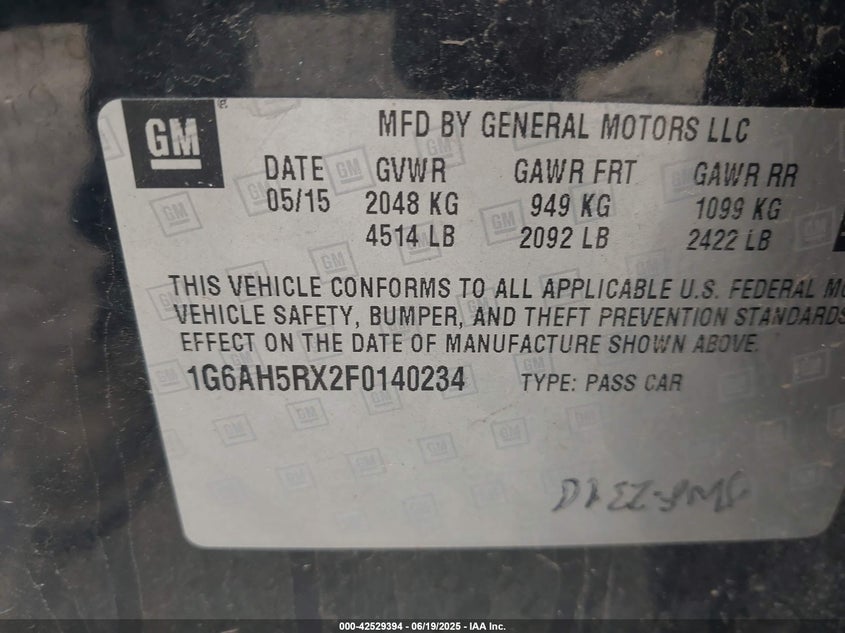 GM
MFD BY GENERAL MOTORS LLC
DATE GVWR GAWR FRT GAWR RR
05/15 2048 KG 949 KG 1099 KG
4514 LB 2092 LB 2422 LB
THIS VEHICLE CONFORMS TO ALL APPLICABLE U.S. FEDERAL
VEHICLE SAFETY, BUMPER, AND THEFT PREVENTION STANDARDS
EFFECT ON THE DATE OF MANUFACTURE SHOWN ABOVE.
1G6AH5RX2F0140234 TYPE: PASS CAR
000-42529394 - 06/19/2025 - IAA Inc.